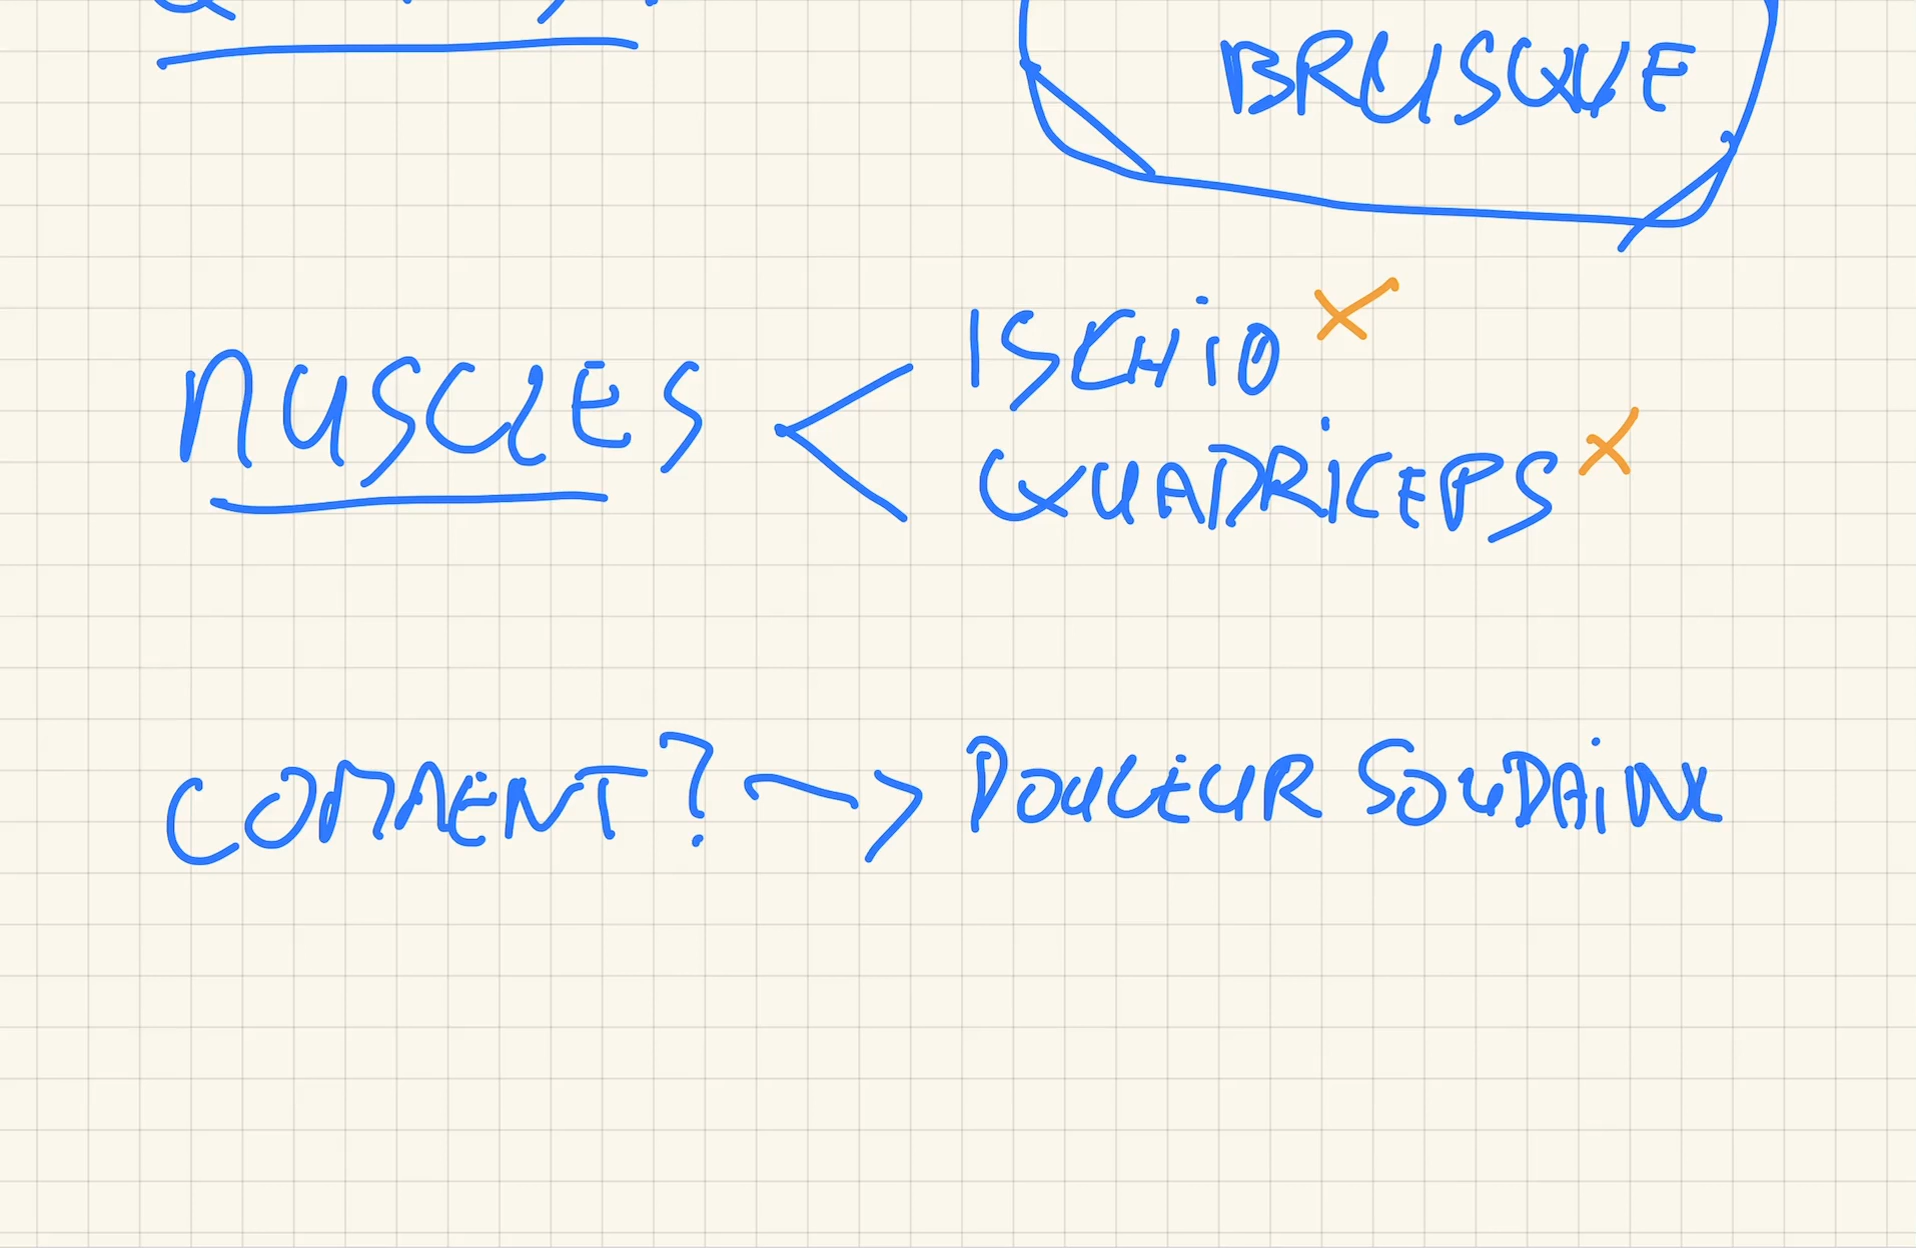 BRUSQUE
MUSCLES < ISCHIO ×
QUADRICEPS ×
COMMENT? → DOULEUR SOUDAINE